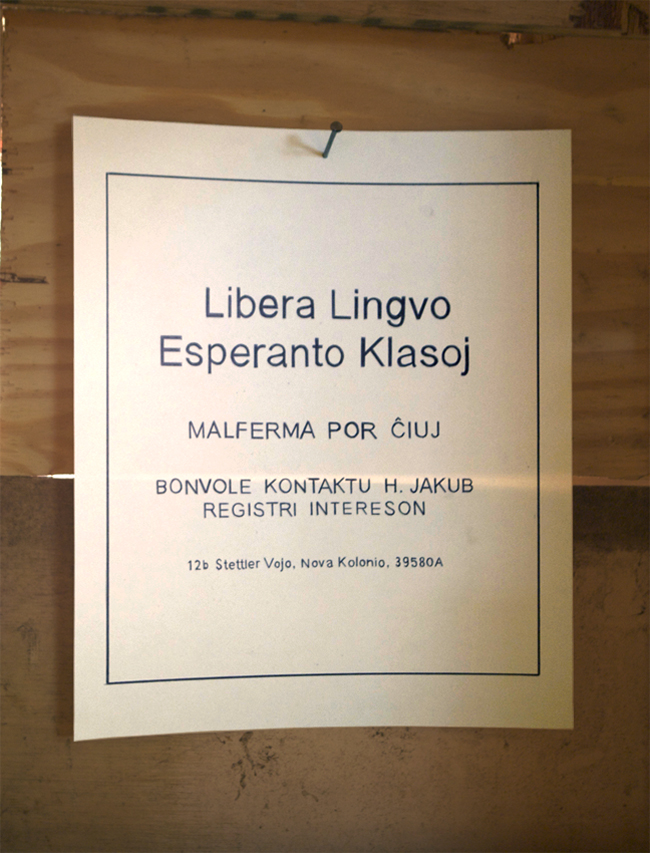 Libera Lingvo
Esperanto Klasoj
MALFERMA POR ĈIUJ
BONVOLE KONTAKTU H. JAKUB
REGISTRI INTERESON
12b Stettler Vojo, Nova Kolonio, 39580A